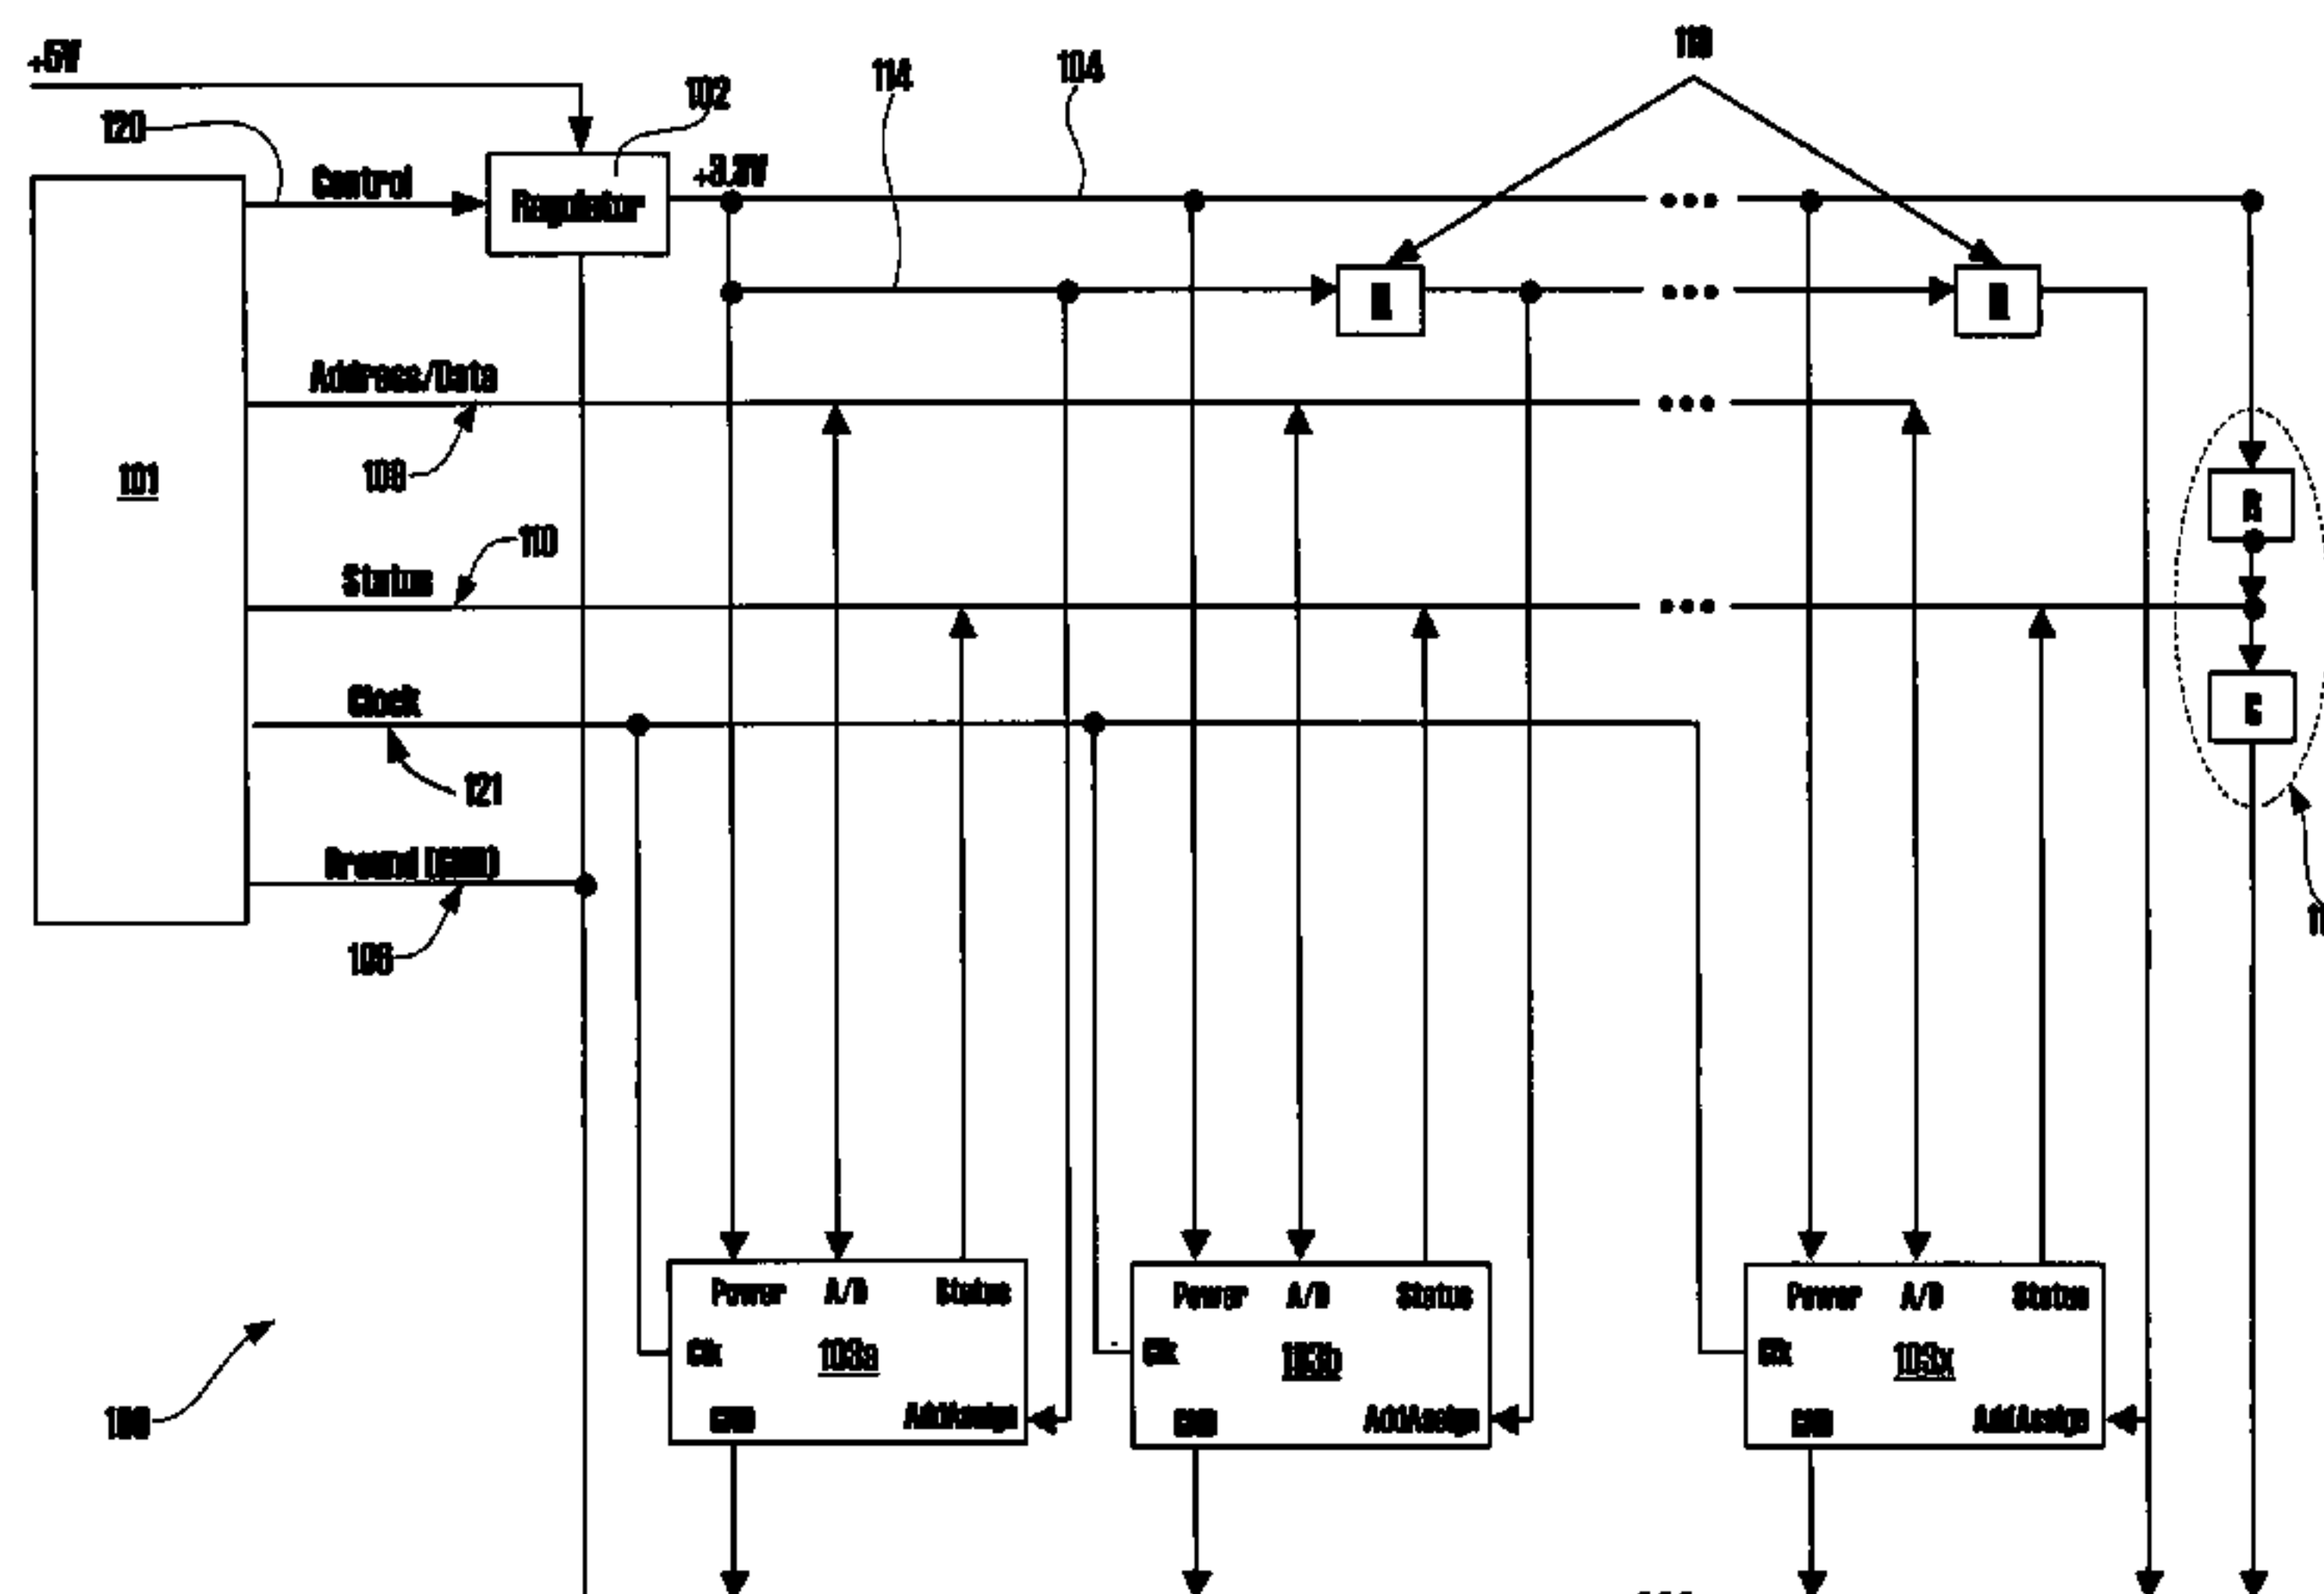 +5V
114
104
120
102
Control
+3.3V
Regulator
R
R
Address/Data
101
R
110
Status
Clock
C
121
Ground (GND)
106
Power A/D Status
Power A/D Status
Power A/D Status
Clk 103a
Clk 103b
Clk 103x
100
GND AddAssign
GND AddAssign
GND AddAssign